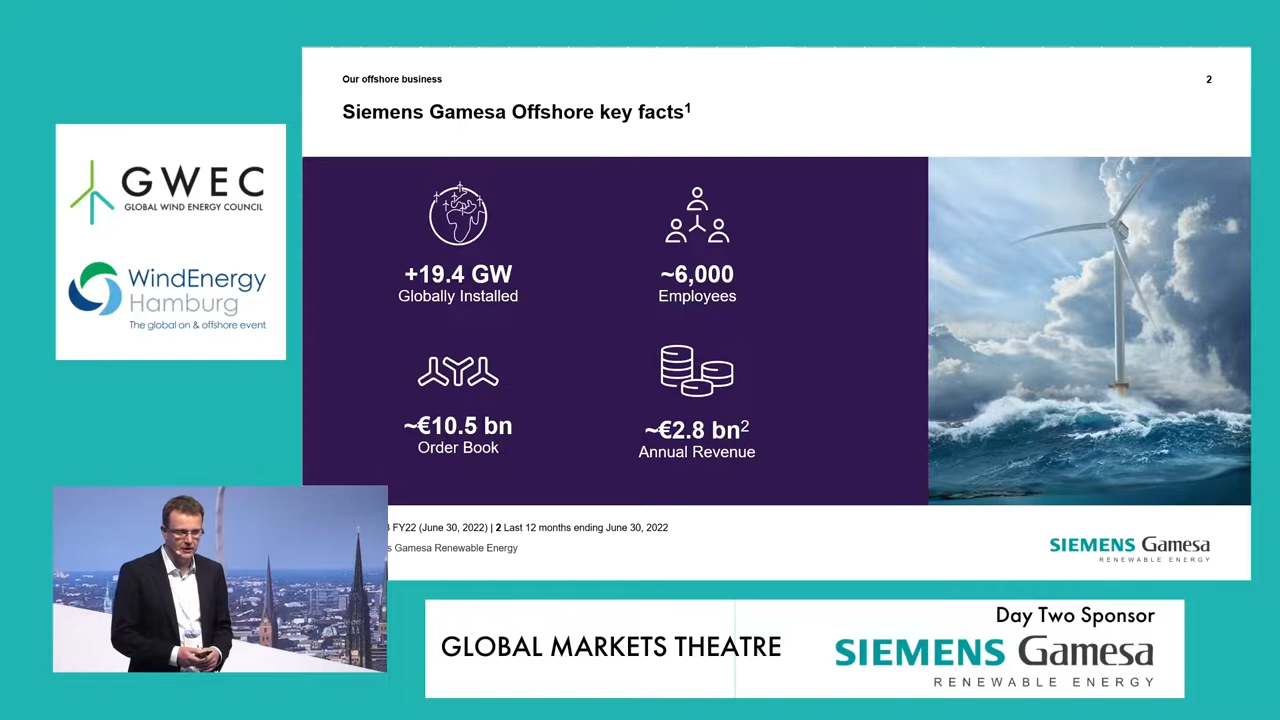 Our offshore business
2
Siemens Gamesa Offshore key facts¹
GWEC
GLOBAL WIND ENERGY COUNCIL
WindEnergy
Hamburg
The global on & offshore event
+19.4 GW
Globally Installed
~6,000
Employees
~€10.5 bn
Order Book
~€2.8 bn²
Annual Revenue
FY22 (June 30, 2022) | 2 Last 12 months ending June 30, 2022
Gamesa Renewable Energy
SIEMENS Gamesa
RENEWABLE ENERGY
GLOBAL MARKETS THEATRE
Day Two Sponsor
SIEMENS Gamesa
RENEWABLE ENERGY